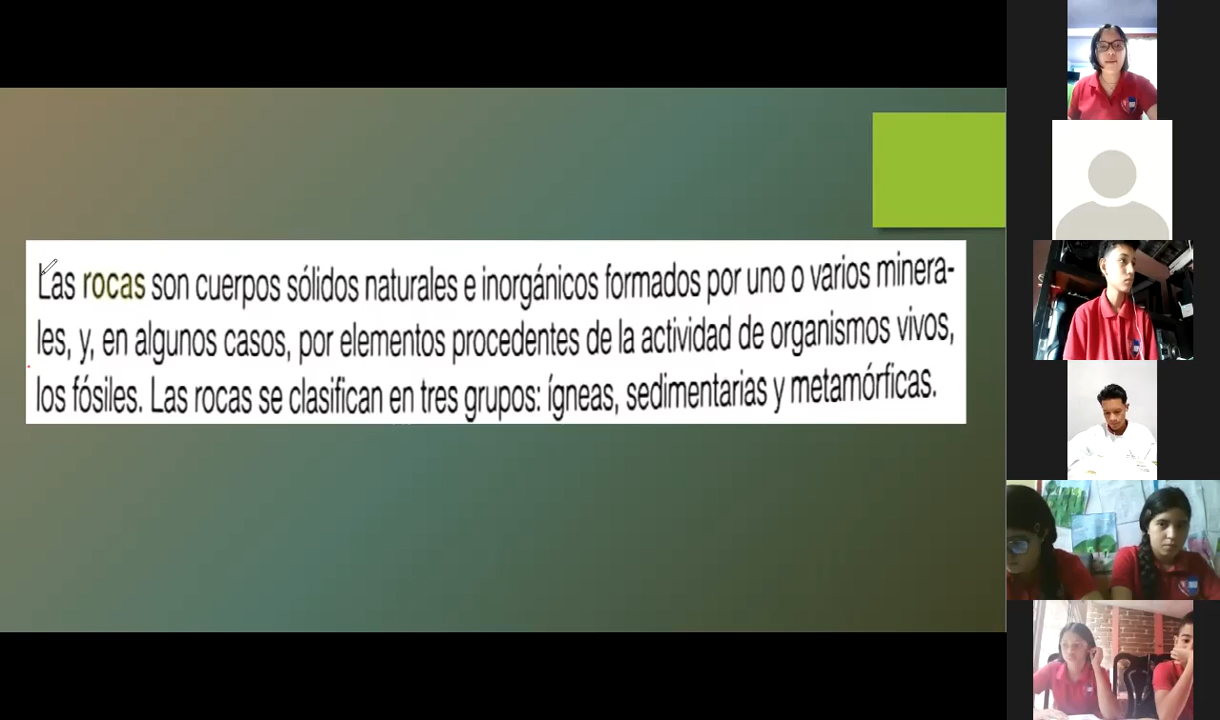 Las rocas son cuerpos sólidos naturales e inorgánicos formados por uno o varios minera-
les, y, en algunos casos, por elementos procedentes de la actividad de organismos vivos,
los fósiles. Las rocas se clasifican en tres grupos: ígneas, sedimentarias y metamórficas.